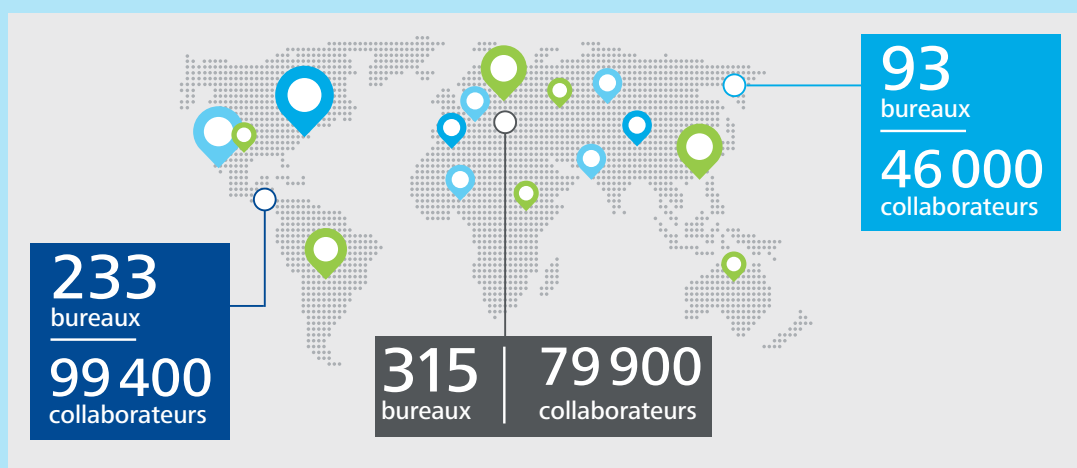 93
bureaux
46 000
collaborateurs
233
bureaux
99 400
collaborateurs
315
bureaux
79 900
collaborateurs